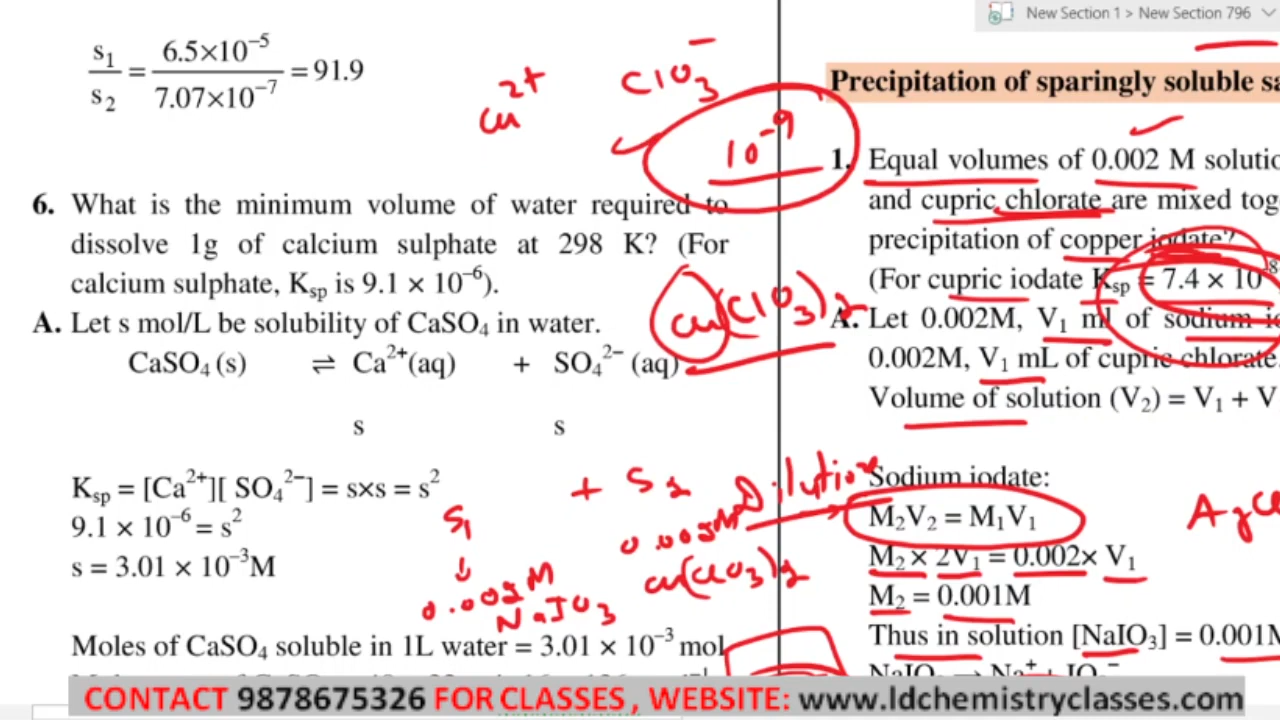 New Section 1 > New Section 796
s₁/s₂ = 6.5×10⁻⁵/7.07×10⁻⁷ = 91.9
Cu²⁺ ClO₃⁻
10⁻⁹
6. What is the minimum volume of water required to
dissolve 1g of calcium sulphate at 298 K? (For
calcium sulphate, Ksp is 9.1 × 10⁻⁶).
Cu(ClO₃)₂
A. Let s mol/L be solubility of CaSO₄ in water.
CaSO₄ (s) ⇌ Ca²⁺(aq) + SO₄²⁻ (aq)
s s
Ksp = [Ca²⁺][ SO₄²⁻] = s×s = s²
9.1 × 10⁻⁶ = s²
s = 3.01 × 10⁻³M
S₁ + S₂
Dilution
0.002M NaIO₃
0.002M
Cu(ClO₃)₂
Moles of CaSO₄ soluble in 1L water = 3.01 × 10⁻³ mol
Precipitation of sparingly soluble sa
1. Equal volumes of 0.002 M solutio
and cupric chlorate are mixed tog
precipitation of copper iodate?
(For cupric iodate Ksp = 7.4 × 10⁻⁸
A. Let 0.002M, V₁ ml of sodium io
0.002M, V₁ mL of cupric chlorate.
Volume of solution (V₂) = V₁ + V
Sodium iodate:
M₂V₂ = M₁V₁
M₂ × 2V₁ = 0.002× V₁
M₂ = 0.001M
Thus in solution [NaIO₃] = 0.001M
CONTACT 9878675326 FOR CLASSES , WEBSITE: www.ldchemistryclasses.com